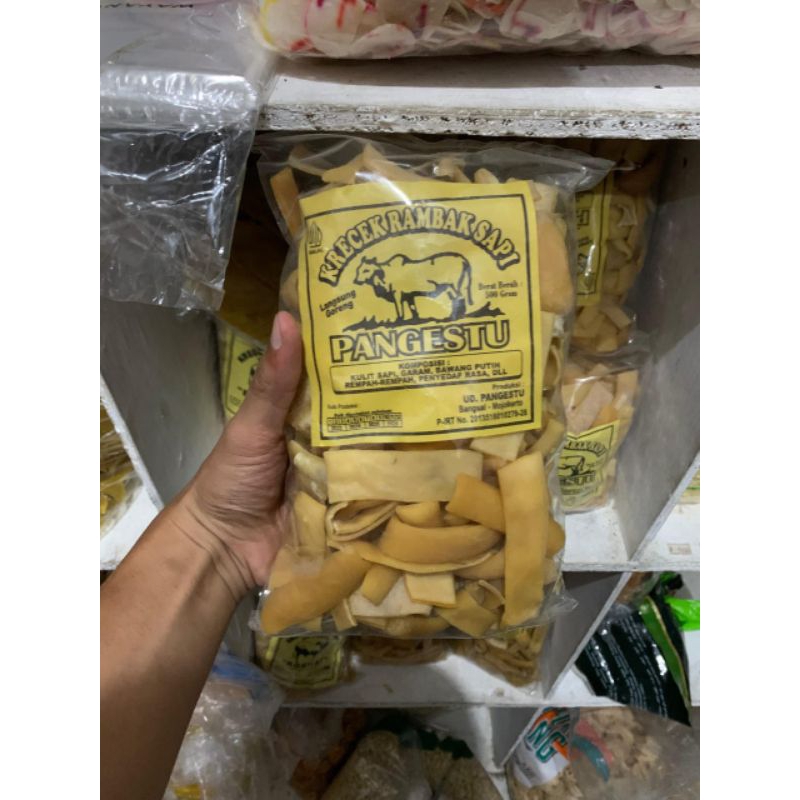 KRECEK RAMBAK SAPI
Langsung
Goreng
Berat Bersih :
500 Gram
PANGESTU
KOMPOSISI :
KULIT SAPI, GARAM, BAWANG PUTIH
REMPAH-REMPAH, PENYEDAP RASA, DLL
Produksi :
UD. PANGESTU
Bangsal - Mojokerto